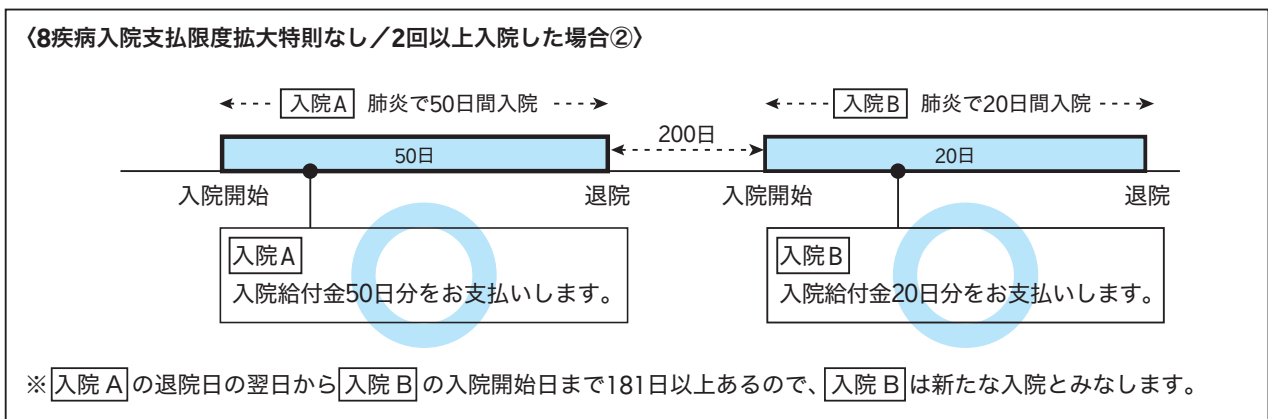 〈8疾病入院支払限度拡大特則なし／2回以上入院した場合②〉
入院A 肺炎で50日間入院
入院B 肺炎で20日間入院
200日
50日
20日
入院開始
退院
入院開始
退院
入院A
入院給付金50日分をお支払いします。
入院B
入院給付金20日分をお支払いします。
※入院Aの退院日の翌日から入院Bの入院開始日まで181日以上あるので、入院Bは新たな入院とみなします。